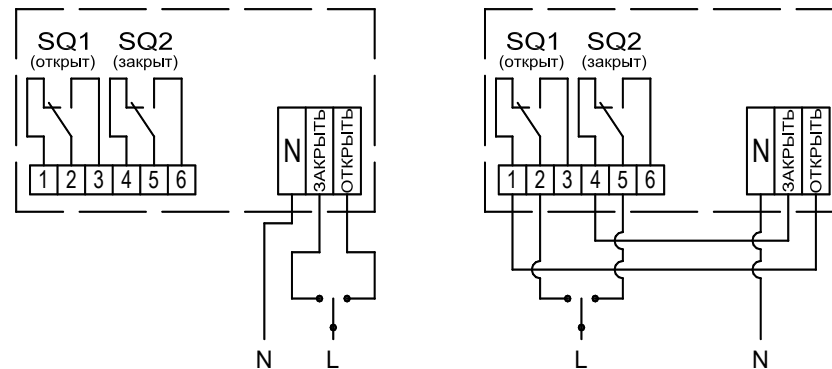 SQ1 SQ2
(открыт) (закрыт)
N ЗАКРЫТЬ ОТКРЫТЬ
1 2 3 4 5 6
N L
SQ1 SQ2
(открыт) (закрыт)
N ЗАКРЫТЬ ОТКРЫТЬ
1 2 3 4 5 6
L N